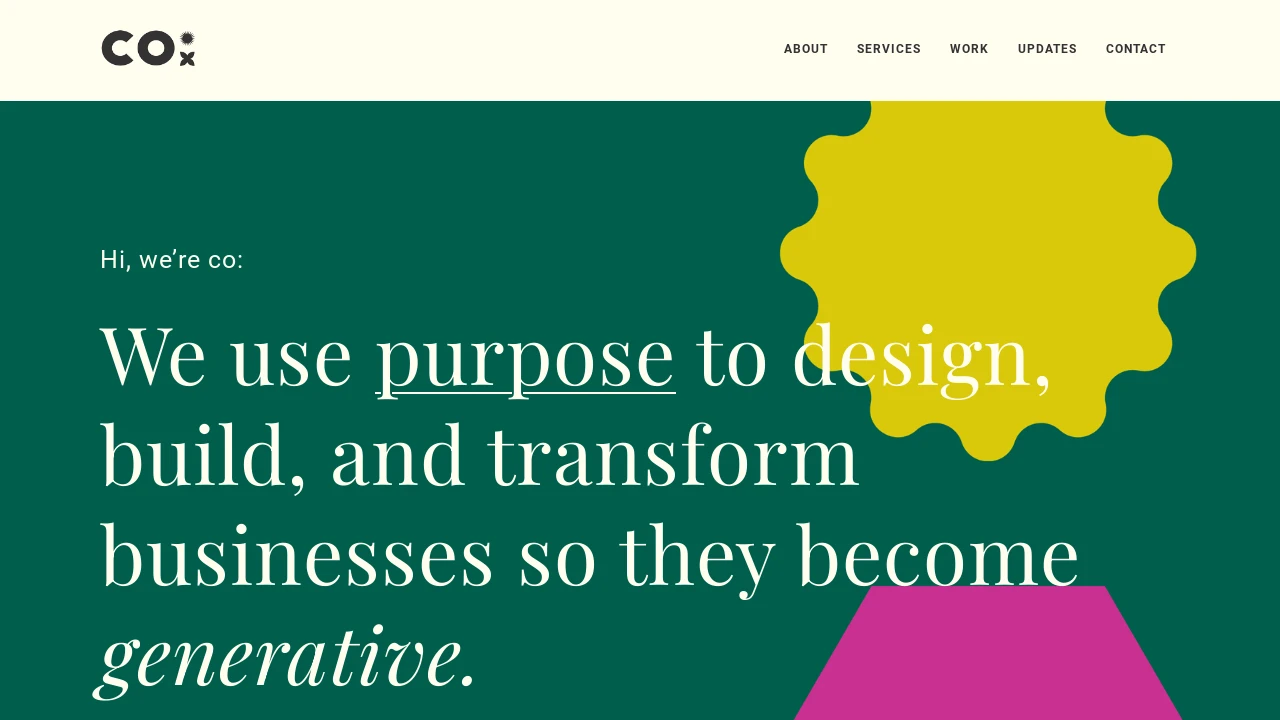 CO:
ABOUT SERVICES WORK UPDATES CONTACT
Hi, we’re co:
We use purpose to design,
build, and transform
businesses so they become
generative.